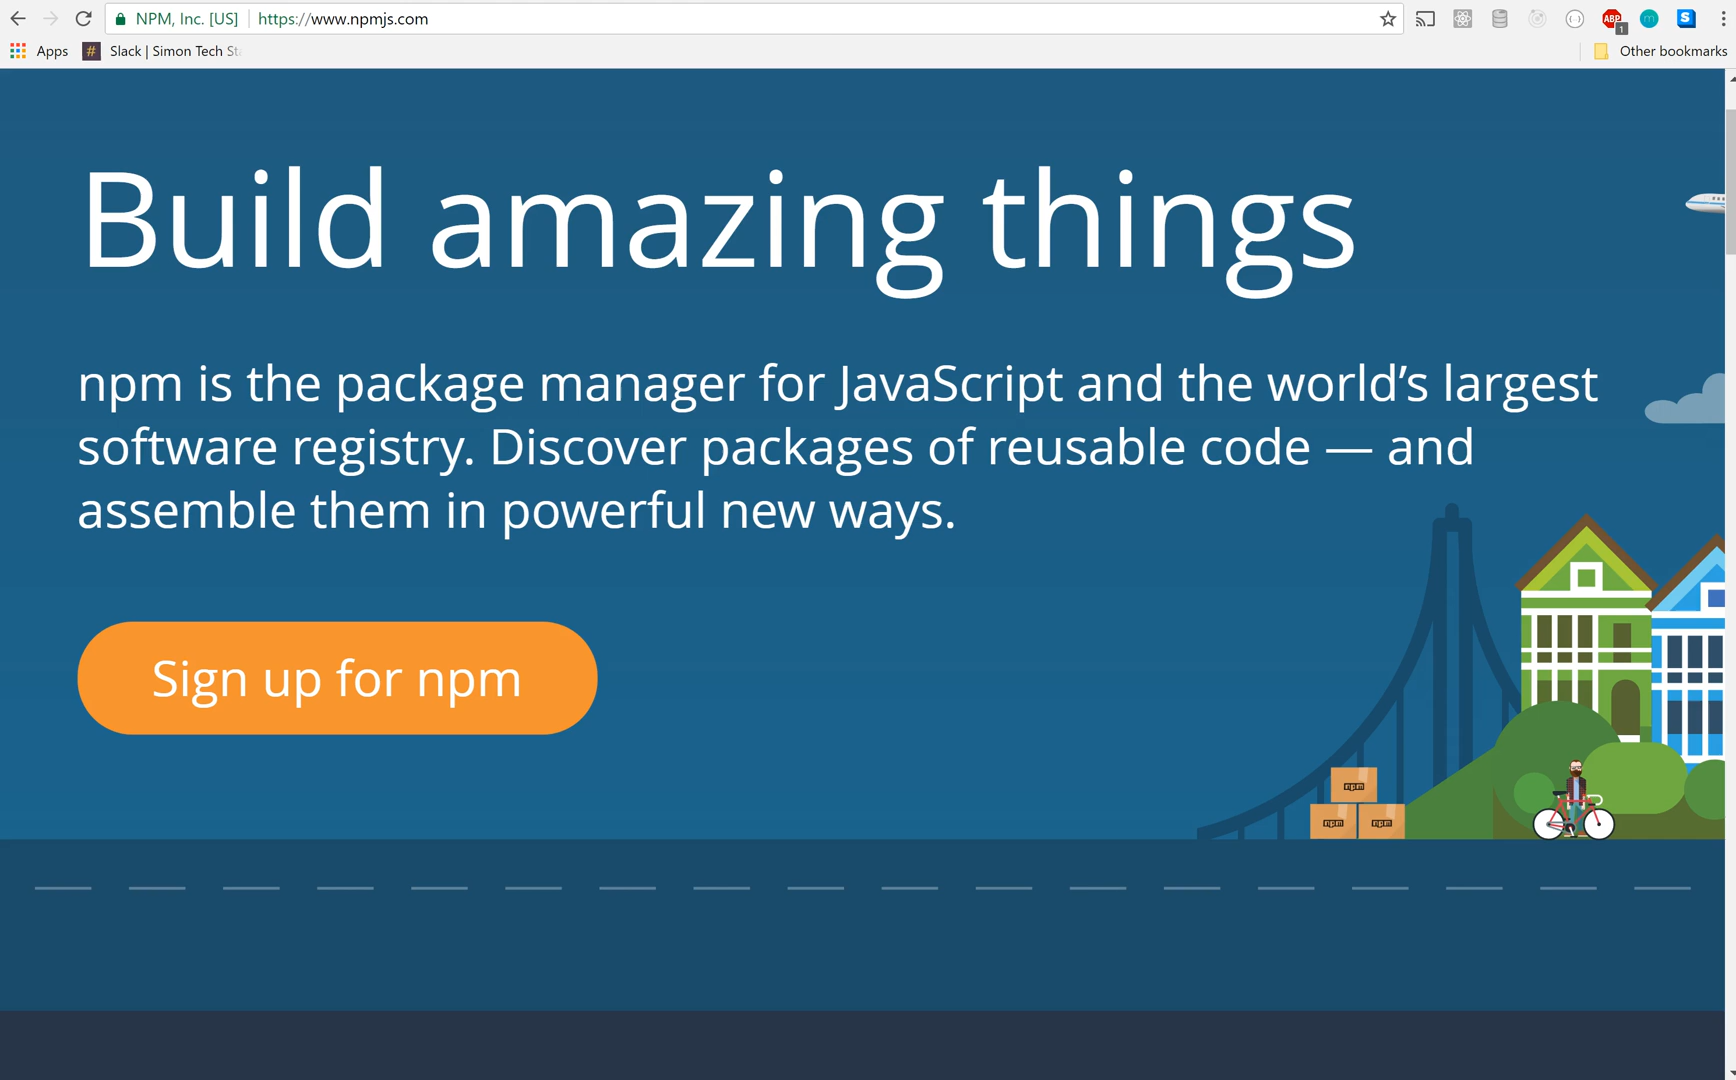 NPM, Inc. [US] https://www.npmjs.com
ABP 1 m S
Apps # Slack | Simon Tech St Other bookmarks
Build amazing things
npm is the package manager for JavaScript and the world’s largest
software registry. Discover packages of reusable code — and
assemble them in powerful new ways.
Sign up for npm
npm
npm npm